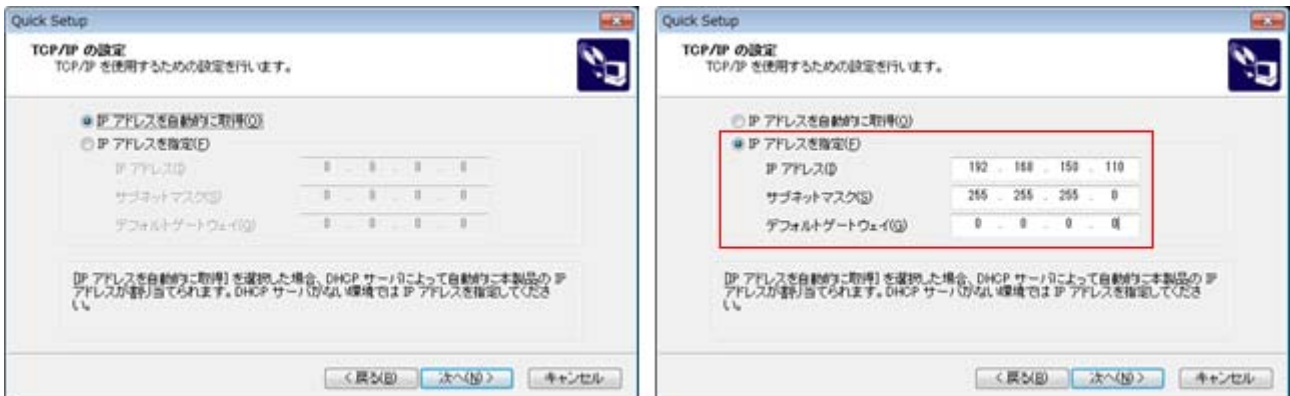 Quick Setup
TCP/IP の設定
TCP/IP を使用するための設定を行います。
IP アドレスを自動的に取得(O)
IP アドレスを指定(F)
IP アドレス(I)
0 . 0 . 0 . 0
サブネットマスク(S)
0 . 0 . 0 . 0
デフォルトゲートウェイ(G)
0 . 0 . 0 . 0
[IP アドレスを自動的に取得] を選択した場合、DHCP サーバによって自動的に本製品の IP
アドレスが割り当てられます。DHCP サーバがない環境では IP アドレスを指定してくださ
い。
< 戻る(B)
次へ(N) >
キャンセル
Quick Setup
TCP/IP の設定
TCP/IP を使用するための設定を行います。
IP アドレスを自動的に取得(O)
IP アドレスを指定(F)
IP アドレス(I)
192 . 168 . 150 . 110
サブネットマスク(S)
255 . 255 . 255 . 0
デフォルトゲートウェイ(G)
0 . 0 . 0 . 0
[IP アドレスを自動的に取得] を選択した場合、DHCP サーバによって自動的に本製品の IP
アドレスが割り当てられます。DHCP サーバがない環境では IP アドレスを指定してくださ
い。
< 戻る(B)
次へ(N) >
キャンセル